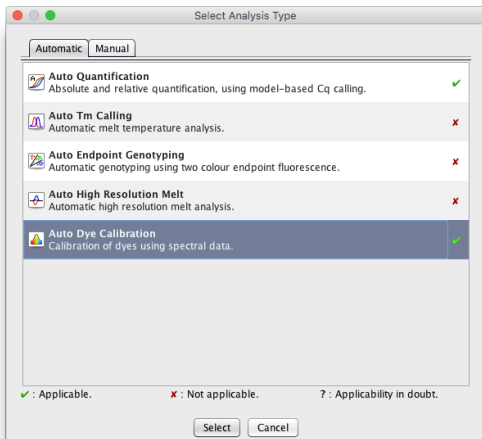 Select Analysis Type
Automatic Manual
Auto Quantification
Absolute and relative quantification, using model-based Cq calling.
✔
Auto Tm Calling
Automatic melt temperature analysis.
✘
Auto Endpoint Genotyping
Automatic genotyping using two colour endpoint fluorescence.
✘
Auto High Resolution Melt
Automatic high resolution melt analysis.
✘
Auto Dye Calibration
Calibration of dyes using spectral data.
✔
✔ : Applicable. ✘ : Not applicable. ? : Applicability in doubt.
Select Cancel